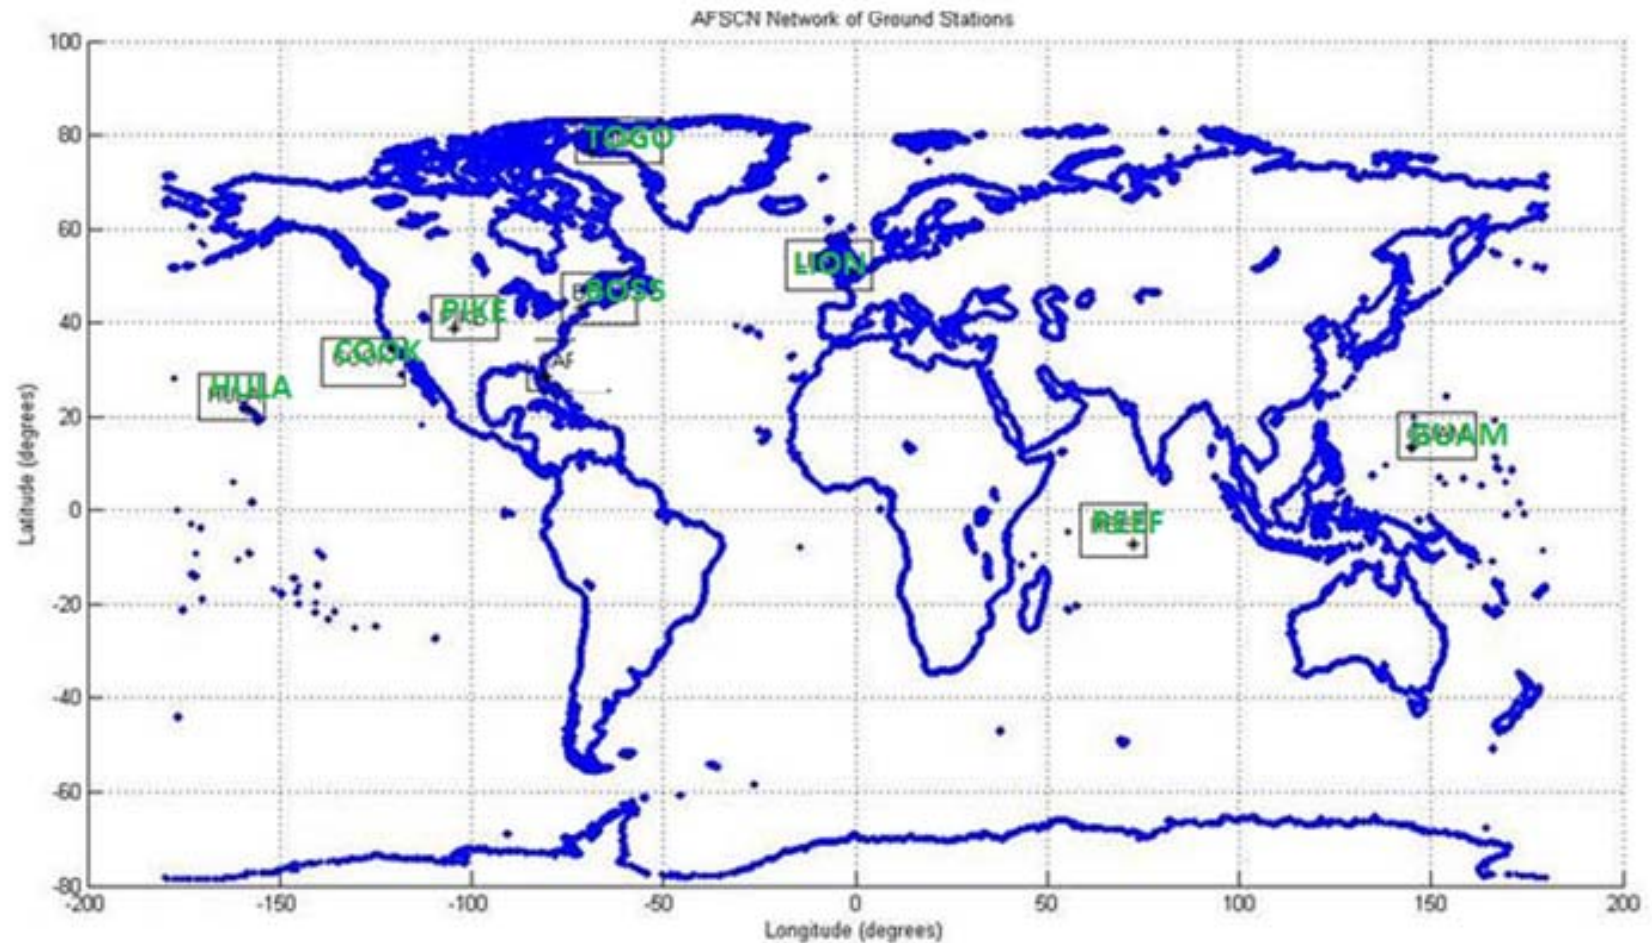 AFSCN Network of Ground Stations
100
80
60
40
20
0
-20
-40
-60
-80
Latitude (degrees)
TOGO
LION
BOSS
PIKE
COOK
HULA
GUAM
REEF
-200 -150 -100 -50 0 50 100 150 200
Longitude (degrees)